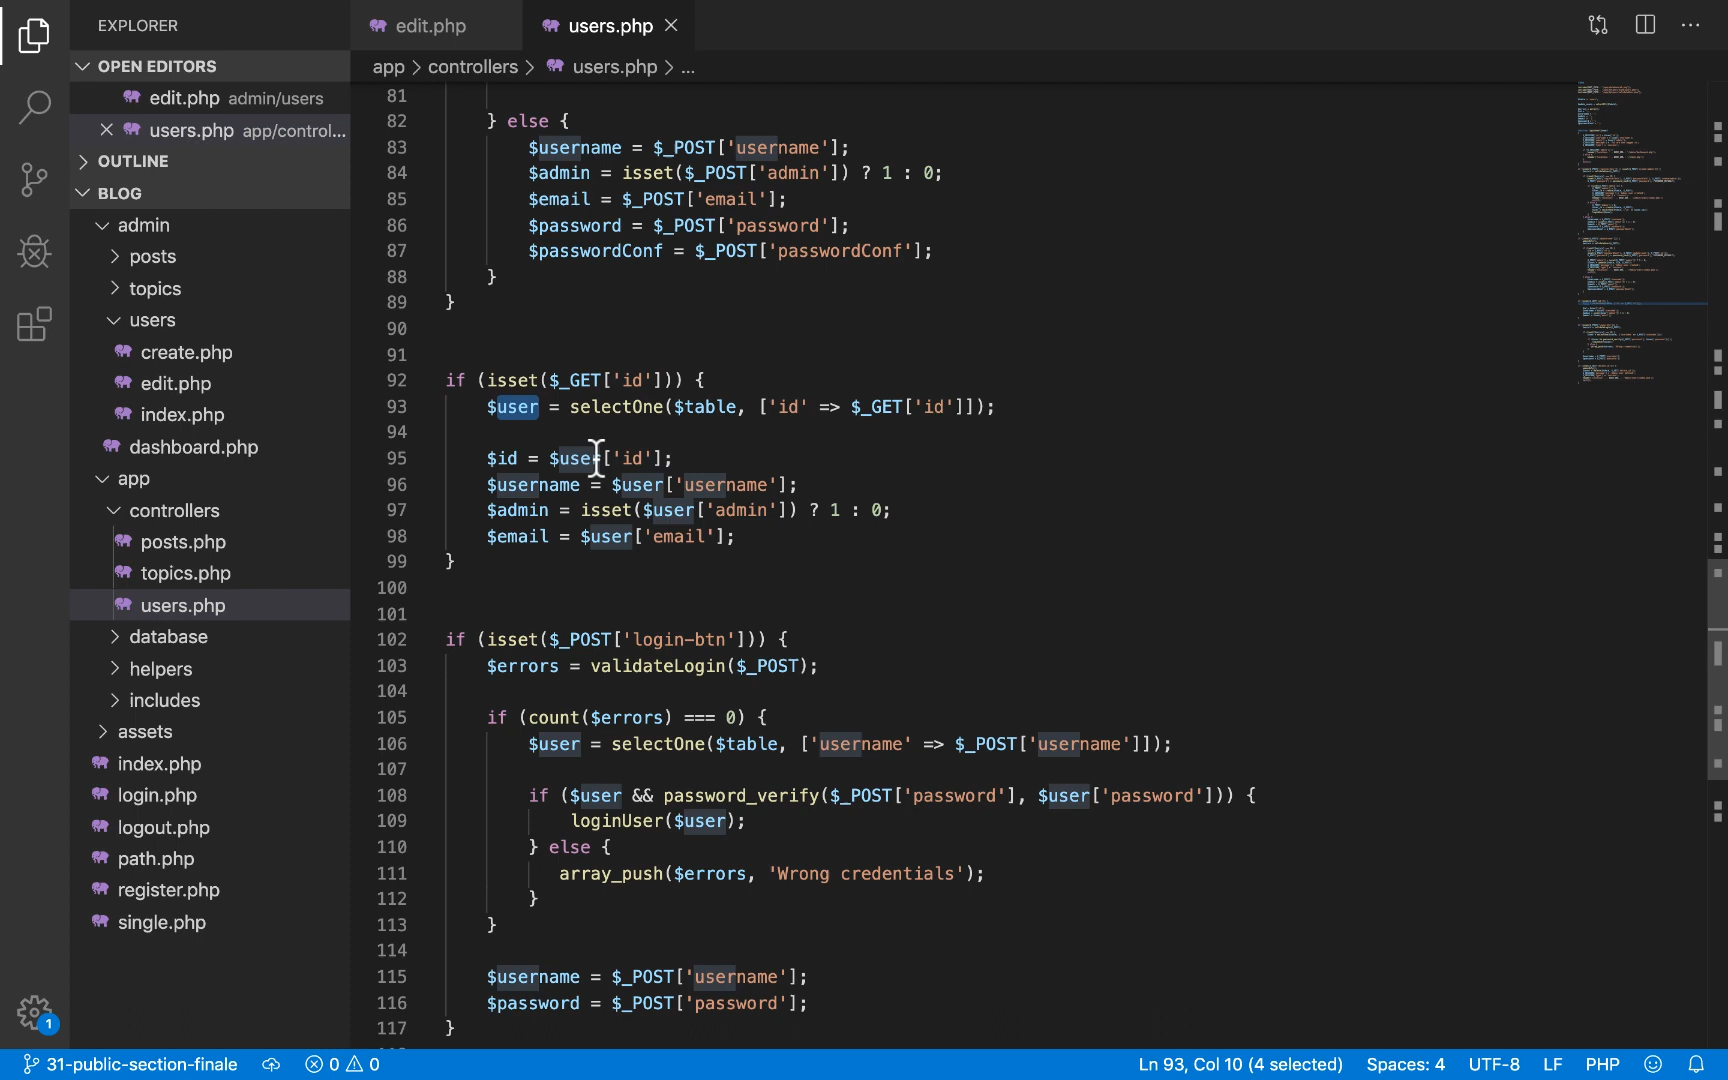 EXPLORER
OPEN EDITORS
edit.php admin/users
users.php app/control...
OUTLINE
BLOG
admin
posts
topics
users
create.php
edit.php
index.php
dashboard.php
app
controllers
posts.php
topics.php
users.php
database
helpers
includes
assets
index.php
login.php
logout.php
path.php
register.php
single.php
1
edit.php
users.php
app > controllers > users.php > ...
81
82 } else {
83 $username = $_POST['username'];
84 $admin = isset($_POST['admin']) ? 1 : 0;
85 $email = $_POST['email'];
86 $password = $_POST['password'];
87 $passwordConf = $_POST['passwordConf'];
88 }
89 }
90
91
92 if (isset($_GET['id'])) {
93 $user = selectOne($table, ['id' => $_GET['id']]);
94
95 $id = $user['id'];
96 $username = $user['username'];
97 $admin = isset($user['admin']) ? 1 : 0;
98 $email = $user['email'];
99 }
100
101
102 if (isset($_POST['login-btn'])) {
103 $errors = validateLogin($_POST);
104
105 if (count($errors) === 0) {
106 $user = selectOne($table, ['username' => $_POST['username']]);
107
108 if ($user && password_verify($_POST['password'], $user['password'])) {
109 loginUser($user);
110 } else {
111 array_push($errors, 'Wrong credentials');
112 }
113 }
114
115 $username = $_POST['username'];
116 $password = $_POST['password'];
117 }
31-public-section-finale 0 0 Ln 93, Col 10 (4 selected) Spaces: 4 UTF-8 LF PHP